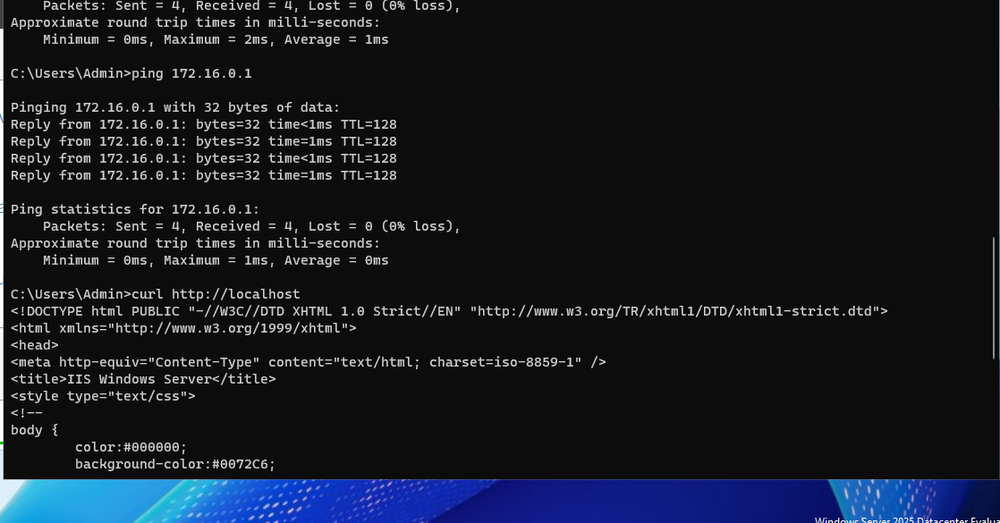 Packets: Sent = 4, Received = 4, Lost = 0 (0% loss),
Approximate round trip times in milli-seconds:
    Minimum = 0ms, Maximum = 2ms, Average = 1ms
C:\Users\Admin>ping 172.16.0.1
Pinging 172.16.0.1 with 32 bytes of data:
Reply from 172.16.0.1: bytes=32 time<1ms TTL=128
Reply from 172.16.0.1: bytes=32 time=1ms TTL=128
Reply from 172.16.0.1: bytes=32 time<1ms TTL=128
Reply from 172.16.0.1: bytes=32 time=1ms TTL=128
Ping statistics for 172.16.0.1:
    Packets: Sent = 4, Received = 4, Lost = 0 (0% loss),
Approximate round trip times in milli-seconds:
    Minimum = 0ms, Maximum = 1ms, Average = 0ms
C:\Users\Admin>curl http://localhost
<!DOCTYPE html PUBLIC "-//W3C//DTD XHTML 1.0 Strict//EN" "http://www.w3.org/TR/xhtml1/DTD/xhtml1-strict.dtd">
<html xmlns="http://www.w3.org/1999/xhtml">
<head>
<meta http-equiv="Content-Type" content="text/html; charset=iso-8859-1" />
<title>IIS Windows Server</title>
<style type="text/css">
<!--
body {
        color:#000000;
        background-color:#0072C6;
Windows Server 2025 Datacenter Evalua